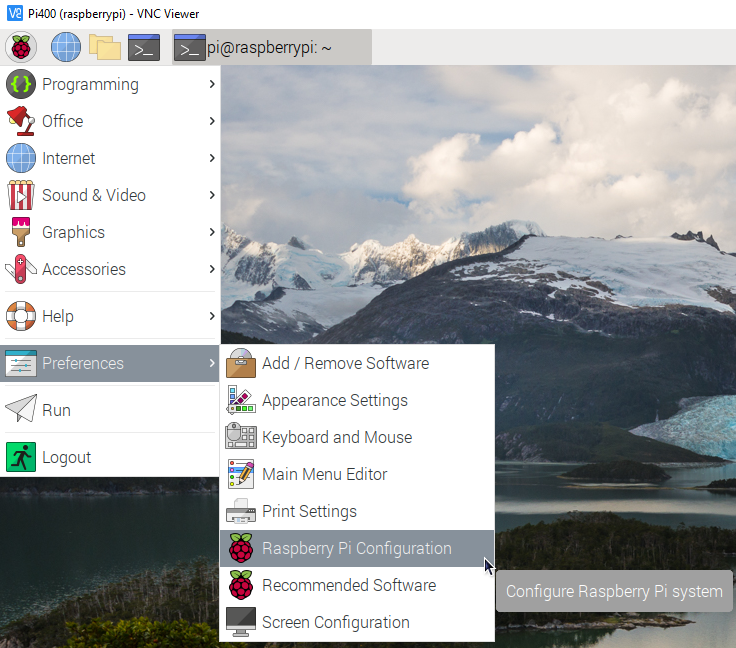 Pi400 (raspberrypi) - VNC Viewer
pi@raspberrypi: ~
Programming
Office
Internet
Sound & Video
Graphics
Accessories
Help
Preferences
Run
Logout
Add / Remove Software
Appearance Settings
Keyboard and Mouse
Main Menu Editor
Print Settings
Raspberry Pi Configuration
Recommended Software
Screen Configuration
Configure Raspberry Pi system